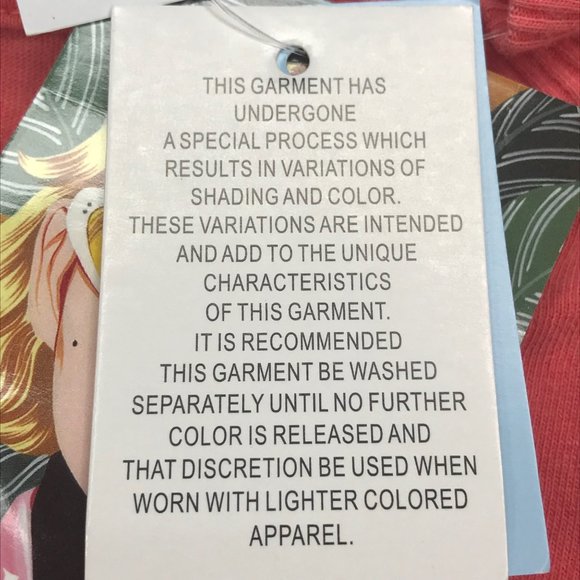 THIS GARMENT HAS
UNDERGONE
A SPECIAL PROCESS WHICH
RESULTS IN VARIATIONS OF
SHADING AND COLOR.
THESE VARIATIONS ARE INTENDED
AND ADD TO THE UNIQUE
CHARACTERISTICS
OF THIS GARMENT.
IT IS RECOMMENDED
THIS GARMENT BE WASHED
SEPARATELY UNTIL NO FURTHER
COLOR IS RELEASED AND
THAT DISCRETION BE USED WHEN
WORN WITH LIGHTER COLORED
APPAREL.